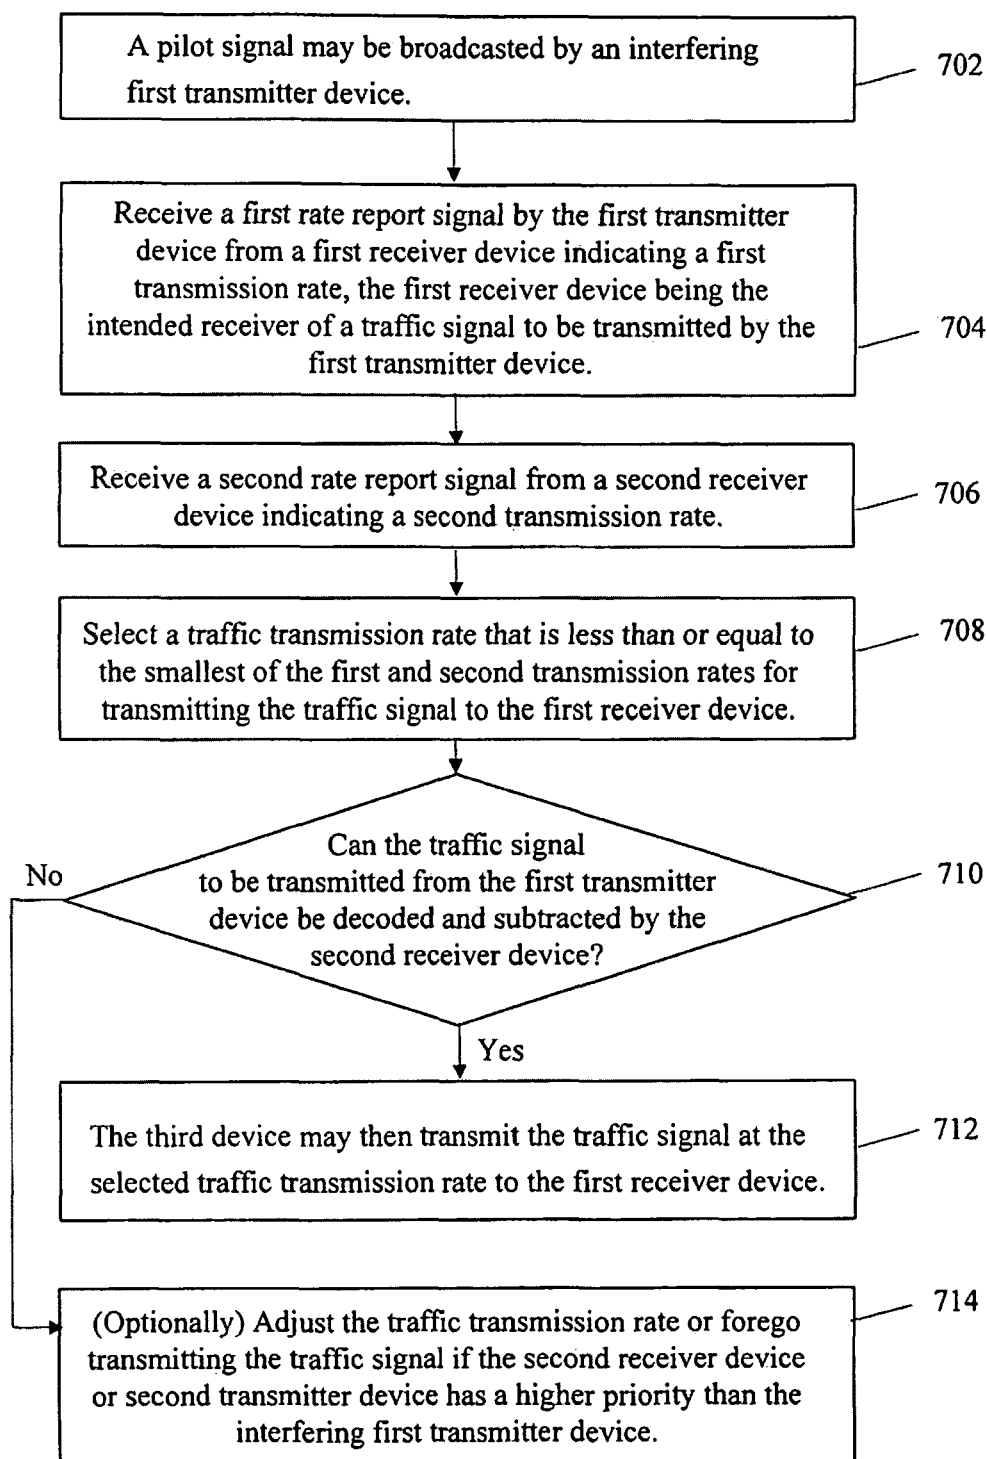 A pilot signal may be broadcasted by an interfering
first transmitter device.
702
Receive a first rate report signal by the first transmitter
device from a first receiver device indicating a first
transmission rate, the first receiver device being the
intended receiver of a traffic signal to be transmitted by the
first transmitter device.
704
Receive a second rate report signal from a second receiver
device indicating a second transmission rate.
706
Select a traffic transmission rate that is less than or equal to
the smallest of the first and second transmission rates for
transmitting the traffic signal to the first receiver device.
708
Can the traffic signal
to be transmitted from the first transmitter
device be decoded and subtracted by the
second receiver device?
710
No
Yes
The third device may then transmit the traffic signal at the
selected traffic transmission rate to the first receiver device.
712
(Optionally) Adjust the traffic transmission rate or forego
transmitting the traffic signal if the second receiver device
or second transmitter device has a higher priority than the
interfering first transmitter device.
714